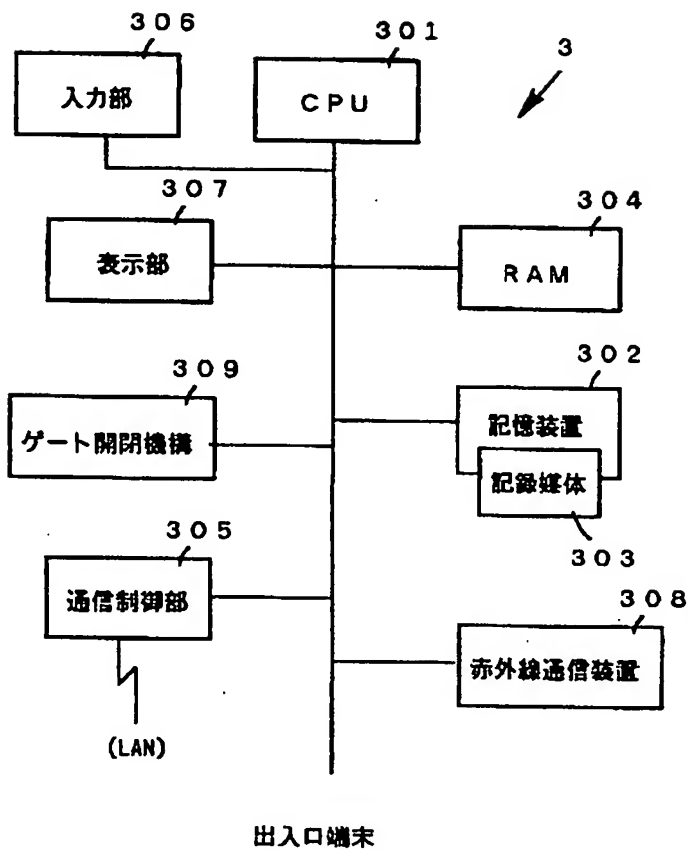 306
入力部
301
CPU
3
307
表示部
304
RAM
309
ゲート開閉機構
302
記憶装置
記録媒体
303
305
通信制御部
(LAN)
308
赤外線通信装置
出入口端末